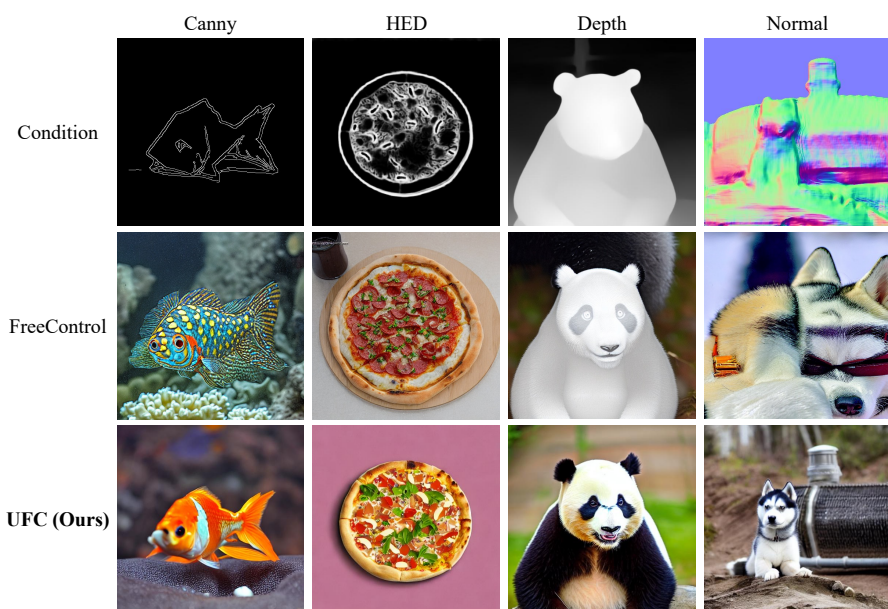 Canny HED Depth Normal
Condition
FreeControl
UFC (Ours)